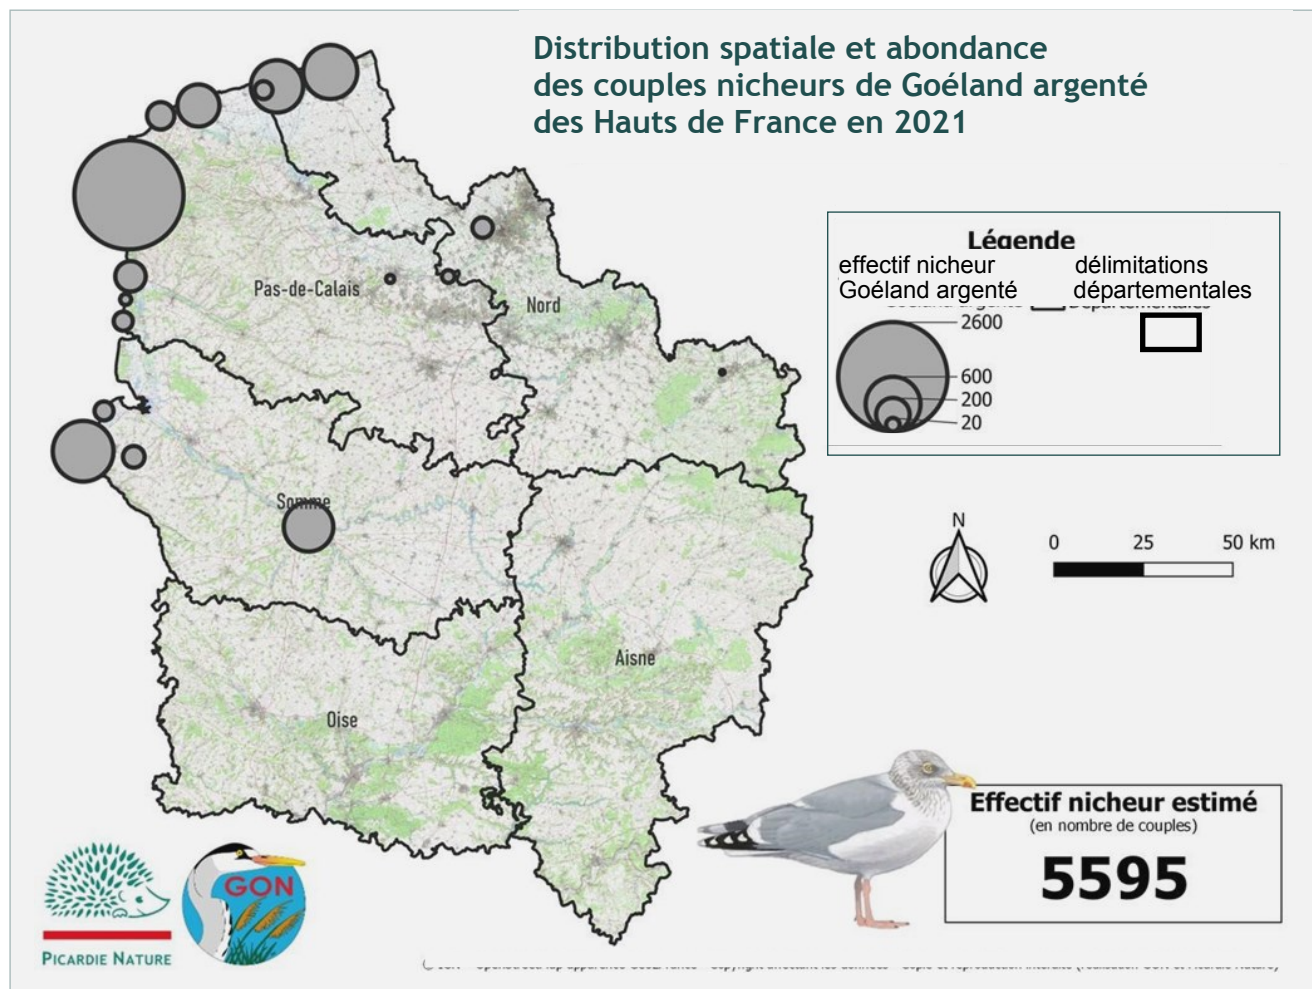 Distribution spatiale et abondance
des couples nicheurs de Goéland argenté
des Hauts de France en 2021
Légende
effectif nicheur
Goéland argenté
délimitations
départementales
2600
600
200
20
Pas-de-Calais
Nord
Somme
Aisne
Oise
N
0 25 50 km
Effectif nicheur estimé
(en nombre de couples)
5595
GON
PICARDIE NATURE